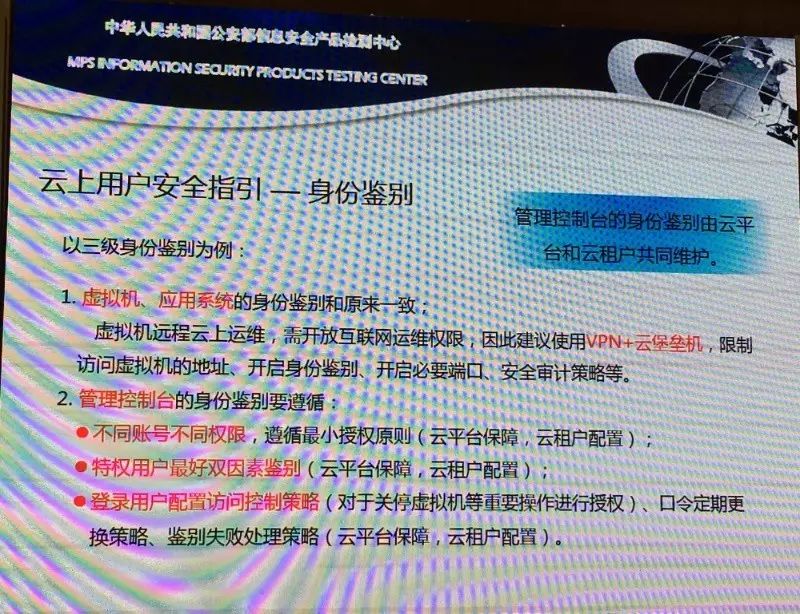 中华人民共和国公安部信息安全产品检测中心
MPS INFORMATION SECURITY PRODUCTS TESTING CENTER
云上用户安全指引 — 身份鉴别
管理控制台的身份鉴别由云平
台和云租户共同维护。
以三级身份鉴别为例：
1. 虚拟机、应用系统的身份鉴别和原来一致；
虚拟机远程云上运维，需开放互联网运维权限，因此建议使用VPN+云堡垒机，限制
访问虚拟机的地址、开启身份鉴别、开启必要端口、安全审计策略等。
2. 管理控制台的身份鉴别要遵循：
●不同账号不同权限，遵循最小授权原则（云平台保障，云租户配置）；
●特权用户最好双因素鉴别（云平台保障，云租户配置）；
●登录用户配置访问控制策略（对于关停虚拟机等重要操作进行授权）、口令定期更
换策略、鉴别失败处理策略（云平台保障，云租户配置）。